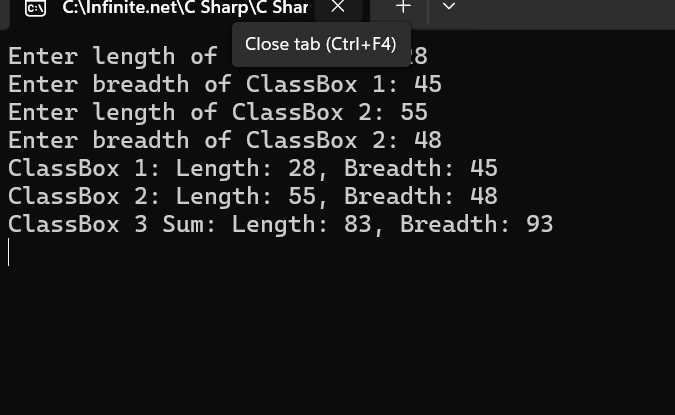 C:\Infinite.net\C Sharp\C Shar
Close tab (Ctrl+F4)
Enter length of 28
Enter breadth of ClassBox 1: 45
Enter length of ClassBox 2: 55
Enter breadth of ClassBox 2: 48
ClassBox 1: Length: 28, Breadth: 45
ClassBox 2: Length: 55, Breadth: 48
ClassBox 3 Sum: Length: 83, Breadth: 93